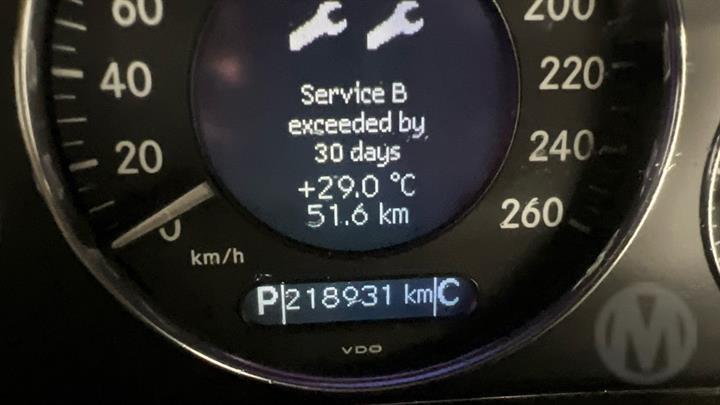 60
40
20
0
km/h
200
220
240
260
Service B
exceeded by
30 days
+29.0 °C
51.6 km
P 218931 km C
VDO
M